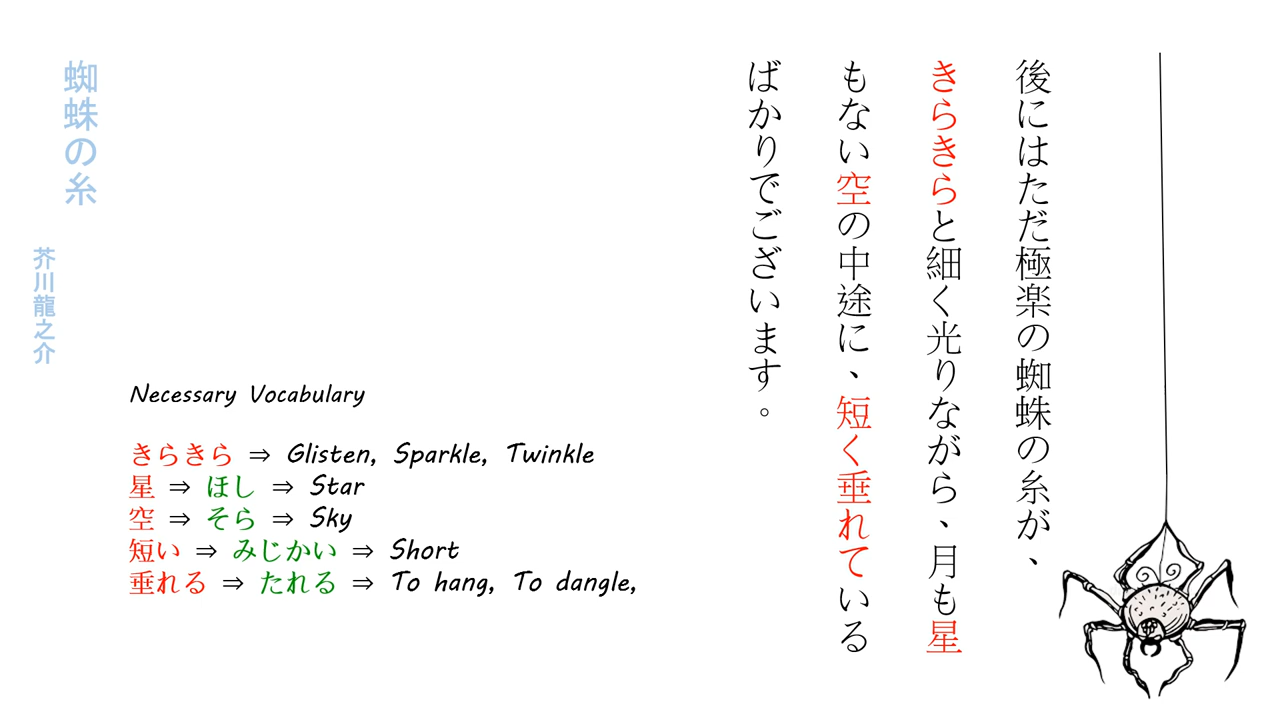 後にはただ極楽の蜘蛛の糸が、
きらきらと細く光りながら、月も星
もない空の中途に、短く垂れている
ばかりでございます。
蜘蛛の糸
芥川龍之介
Necessary Vocabulary
きらきら ⇒ Glisten, Sparkle, Twinkle
星 ⇒ ほし ⇒ Star
空 ⇒ そら ⇒ Sky
短い ⇒ みじかい ⇒ Short
垂れる ⇒ たれる ⇒ To hang, To dangle,